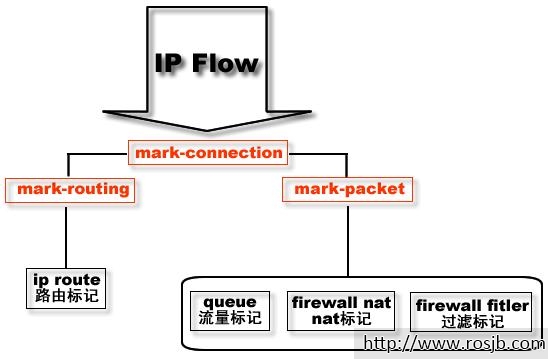 IP Flow
mark-connection
mark-routing
mark-packet
ip route
路由标记
queue
流量标记
firewall nat
nat标记
firewall fitler
过滤标记
http://www.rosjb.com